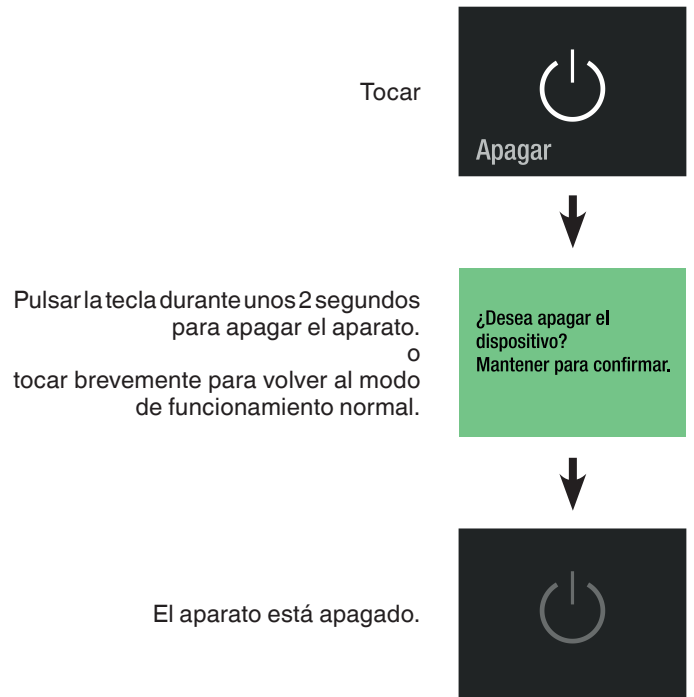 Tocar
Apagar
Pulsar la tecla durante unos 2 segundos
para apagar el aparato.
o
tocar brevemente para volver al modo
de funcionamiento normal.
¿Desea apagar el
dispositivo?
Mantener para confirmar.
El aparato está apagado.